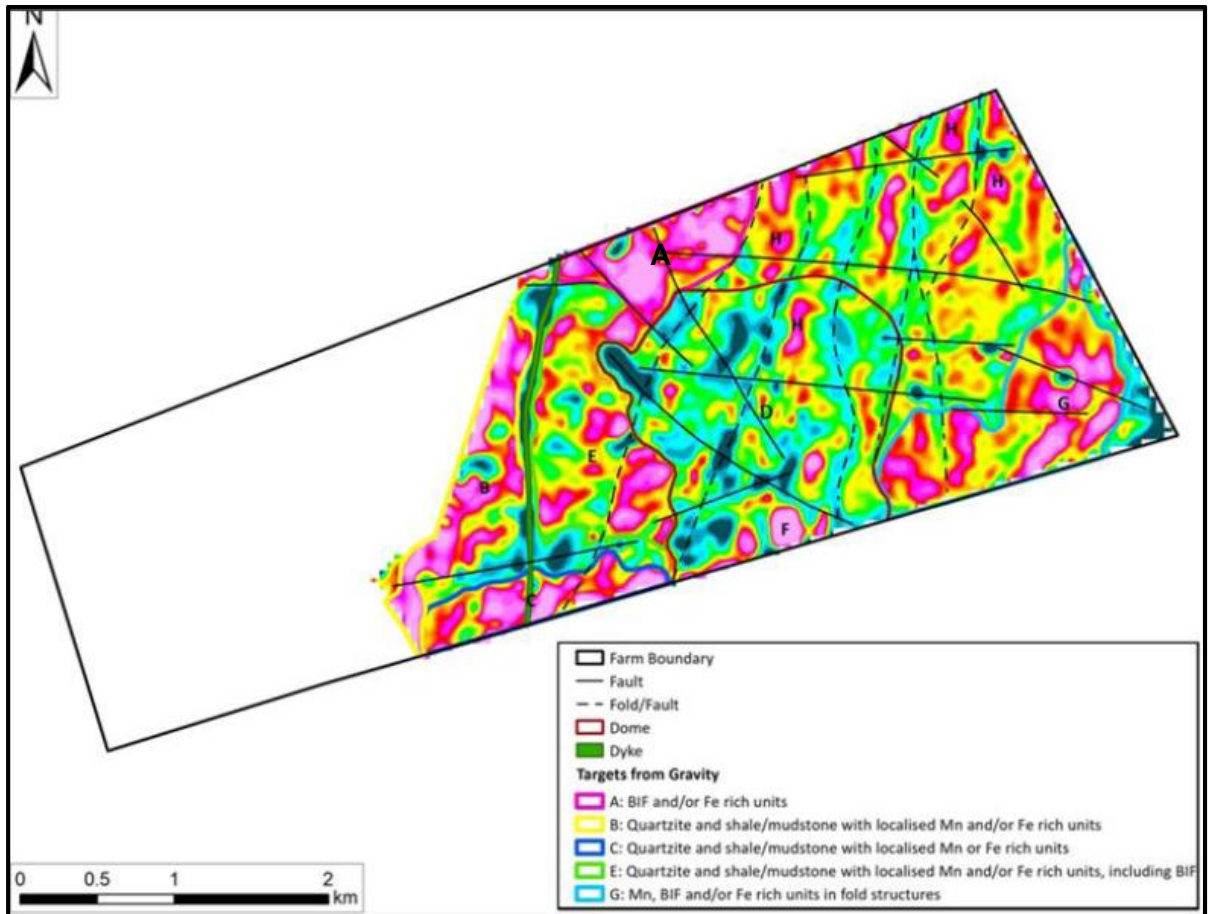 N
H
H
A
H
H
G
D
E
B
F
C
Farm Boundary
Fault
Fold/Fault
Dome
Dyke
Targets from Gravity
A: BIF and/or Fe rich units
B: Quartzite and shale/mudstone with localised Mn and/or Fe rich units
C: Quartzite and shale/mudstone with localised Mn or Fe rich units
E: Quartzite and shale/mudstone with localised Mn and/or Fe rich units, including BIF
G: Mn, BIF and/or Fe rich units in fold structures
0 0.5 1 2
km